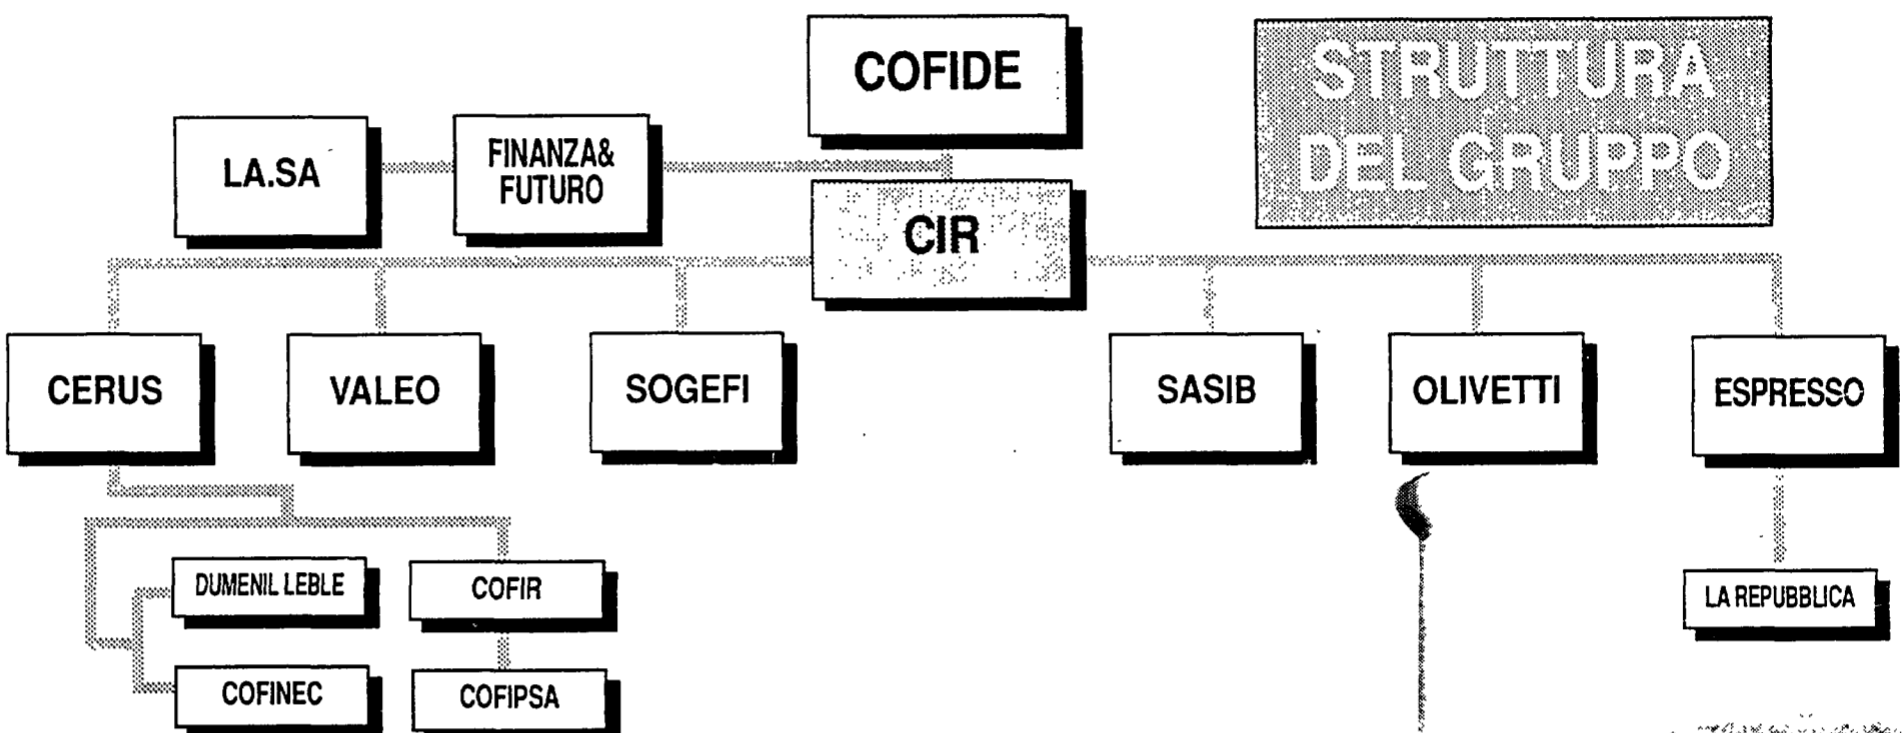 COFIDE
STRUTTURA
DEL GRUPPO
LA.SA
FINANZA&
FUTURO
CIR
CERUS
VALEO
SOGEFI
SASIB
OLIVETTI
ESPRESSO
DUMENIL LEBLE
COFIR
LA REPUBBLICA
COFINEC
COFIPSA